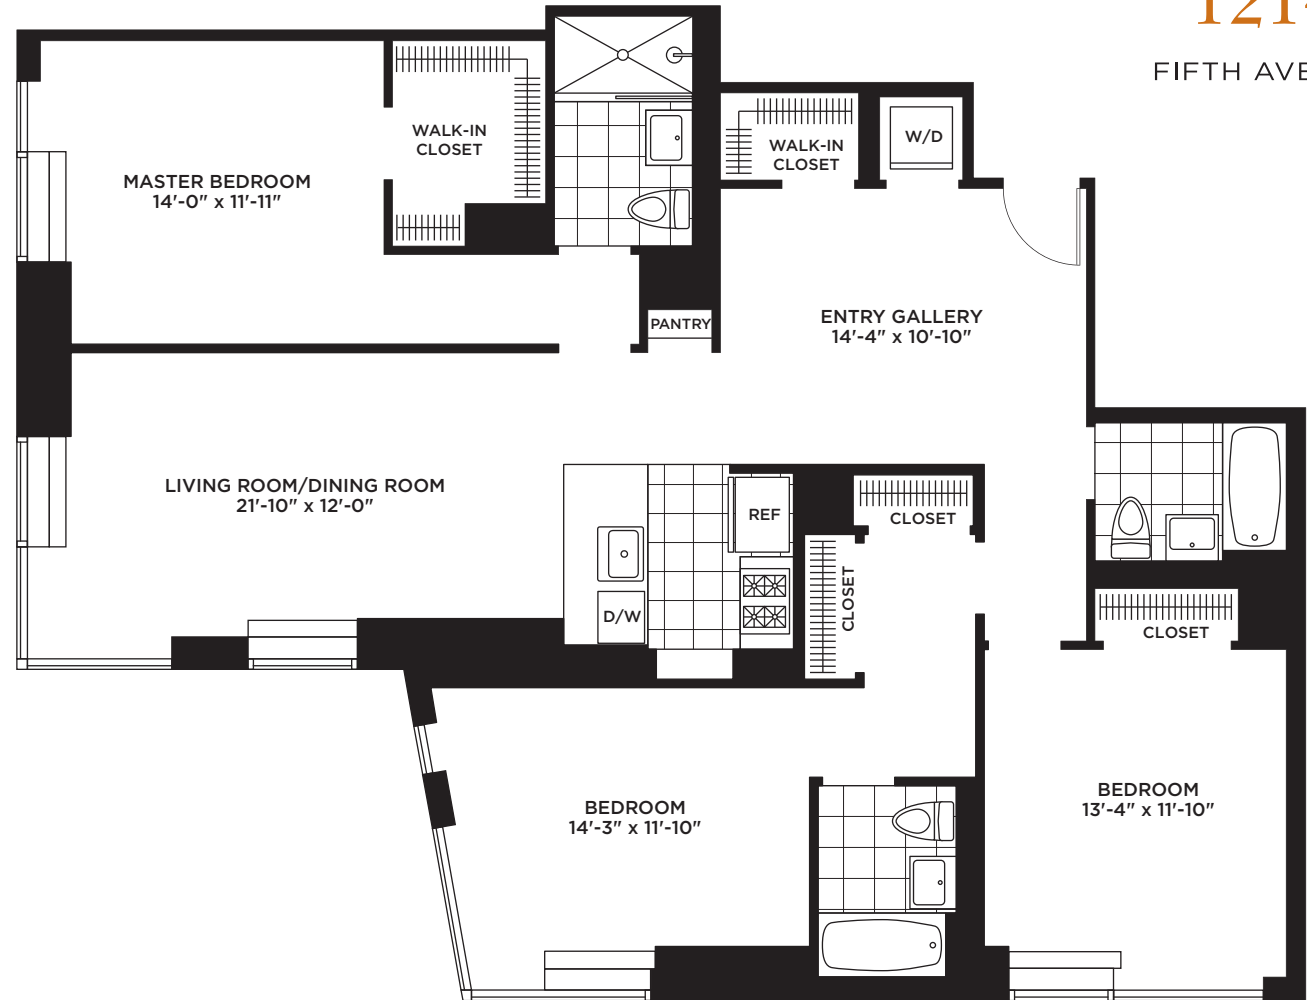 FIFTH AVE
WALK-IN
CLOSET
WALK-IN
CLOSET
W/D
MASTER BEDROOM
14'-0" x 11'-11"
PANTRY
ENTRY GALLERY
14'-4" x 10'-10"
LIVING ROOM/DINING ROOM
21'-10" x 12'-0"
REF
CLOSET
CLOSET
D/W
CLOSET
BEDROOM
14'-3" x 11'-10"
BEDROOM
13'-4" x 11'-10"